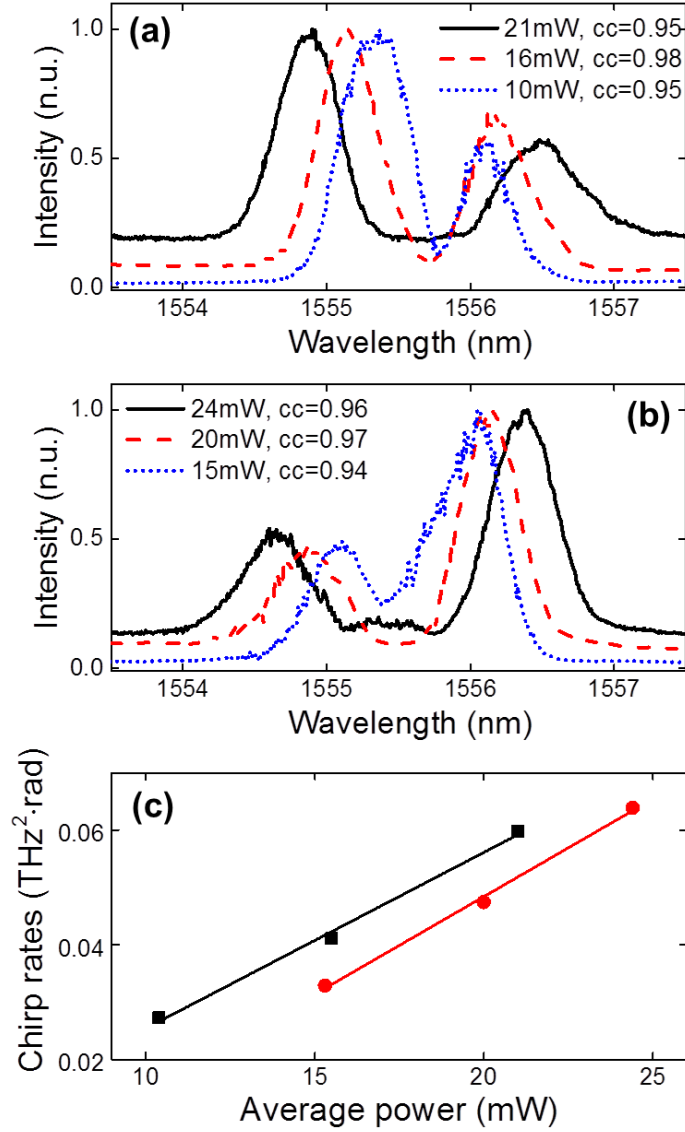 (a)
21mW, cc=0.95
16mW, cc=0.98
10mW, cc=0.95
1.0
0.5
0.0
Intensity (n.u.)
1554 1555 1556 1557
Wavelength (nm)
(b)
24mW, cc=0.96
20mW, cc=0.97
15mW, cc=0.94
1.0
0.5
0.0
Intensity (n.u.)
1554 1555 1556 1557
Wavelength (nm)
(c)
0.06
0.04
0.02
Chirp rates (THz²·rad)
10 15 20 25
Average power (mW)